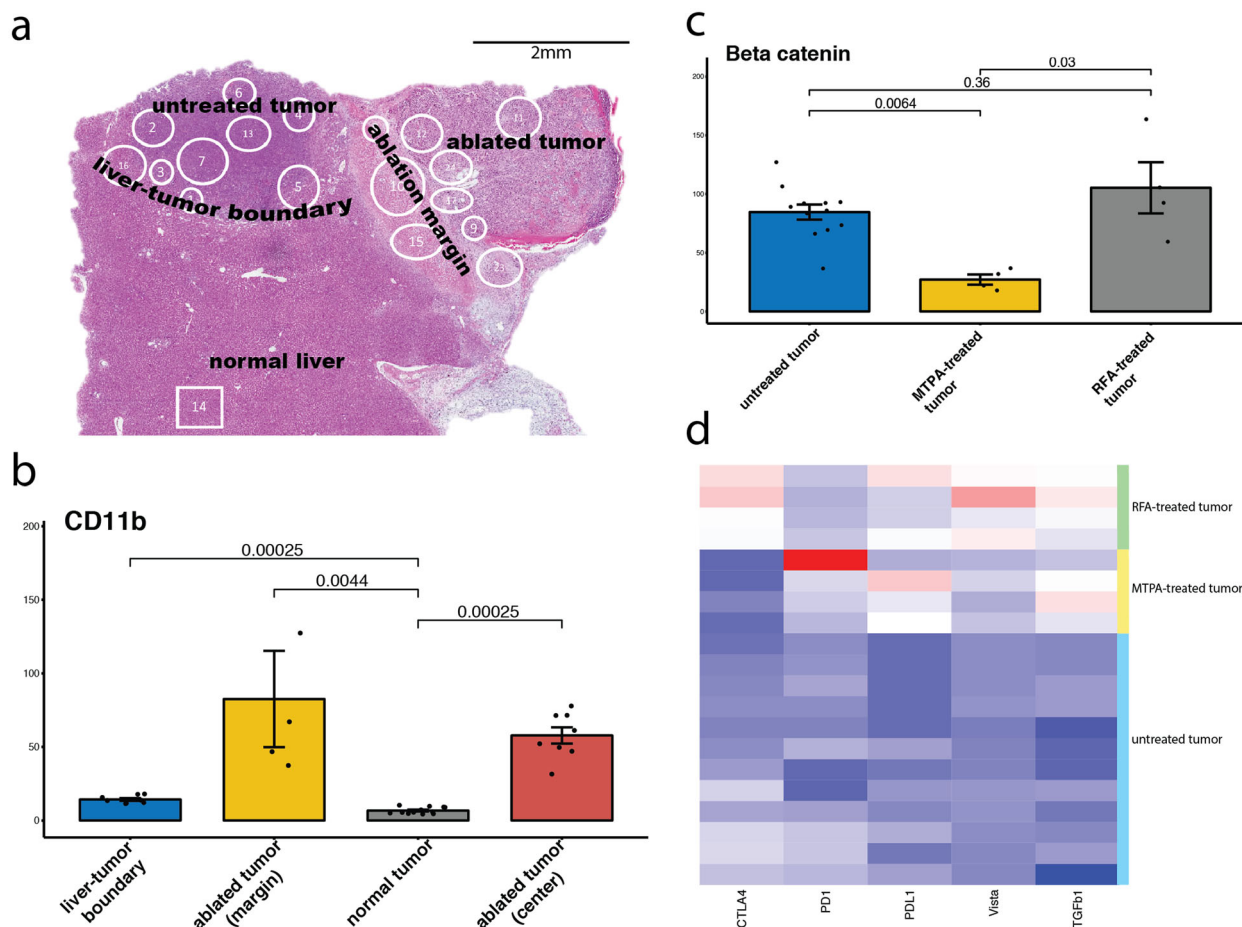 a
2mm
6
untreated tumor
4
2
13
16
7
3
5
liver-tumor boundary
11
12
ablated tumor
ablation margin
9
15
normal liver
14
b
CD11b
200
150
100
50
0
0.00025
0.0044
0.00025
liver-tumor
boundary
ablated tumor
(margin)
normal tumor
ablated tumor
(center)
c
Beta catenin
200
150
100
50
0
0.03
0.36
0.0064
untreated tumor
MTPA-treated
tumor
RFA-treated
tumor
d
RFA-treated tumor
MTPA-treated tumor
untreated tumor
CTLA4
PD1
PDL1
Vista
TGFb1